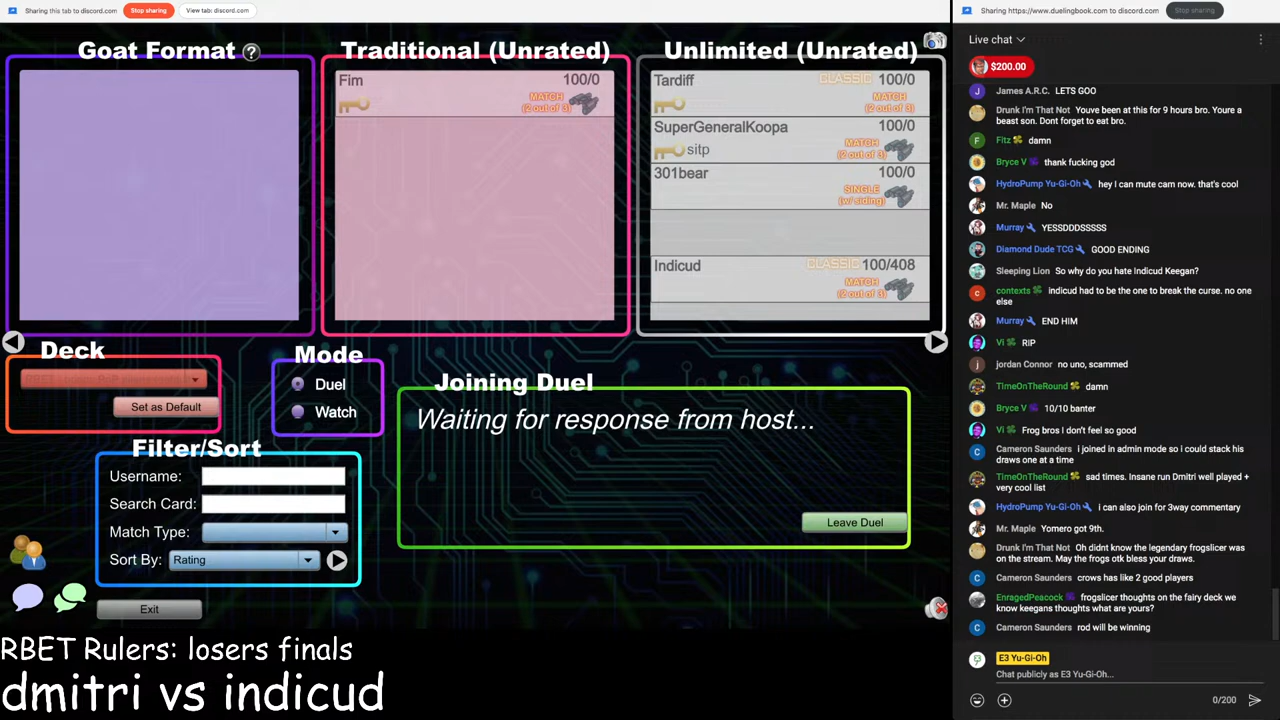 Sharing this tab to discord.com
Stop sharing
View tab: discord.com
Goat Format ?
Traditional (Unrated)
Unlimited (Unrated)
Fim 100/0
MATCH
(2 out of 3)
Tardiff CLASSIC 100/0
MATCH
(2 out of 3)
SuperGeneralKoopa 100/0
sitp MATCH
(2 out of 3)
301bear 100/0
SINGLE
(w/ siding)
Indicud CLASSIC 100/408
MATCH
(2 out of 3)
Deck
Set as Default
Mode
Duel
Watch
Joining Duel
Waiting for response from host...
Leave Duel
Filter/Sort
Username:
Search Card:
Match Type:
Sort By: Rating
Exit
RBET Rulers: losers finals
dmitri vs indicud
Sharing https://www.duelingbook.com to discord.com
Stop sharing
Live chat
$200.00
J James A.R.C. LETS GOO
Drunk I'm That Not Youve been at this for 9 hours bro. Youre a
beast son. Dont forget to eat bro.
F Fitz damn
Bryce V thank fucking god
HydroPump Yu-Gi-Oh hey I can mute cam now. that's cool
Mr. Maple No
Murray YESSDDDSSSSS
Diamond Dude TCG GOOD ENDING
Sleeping Lion So why do you hate Indicud Keegan?
c contexts indicud had to be the one to break the curse. no one
else
Murray END HIM
Vi RIP
jordan Connor no uno, scammed
TimeOnTheRound damn
Bryce V 10/10 banter
Vi Frog bros I don't feel so good
C Cameron Saunders i joined in admin mode so i could stack his
draws one at a time
TimeOnTheRound sad times. Insane run Dmitri well played +
very cool list
HydroPump Yu-Gi-Oh i can also join for 3way commentary
Mr. Maple Yomero got 9th.
Drunk I'm That Not Oh didnt know the legendary frogslicer was
on the stream. May the frogs otk bless your draws.
C Cameron Saunders crows has like 2 good players
EnragedPeacock frogslicer thoughts on the fairy deck we
know keegans thoughts what are yours?
C Cameron Saunders rod will be winning
E3 Yu-Gi-Oh
Chat publicly as E3 Yu-Gi-Oh...
0/200